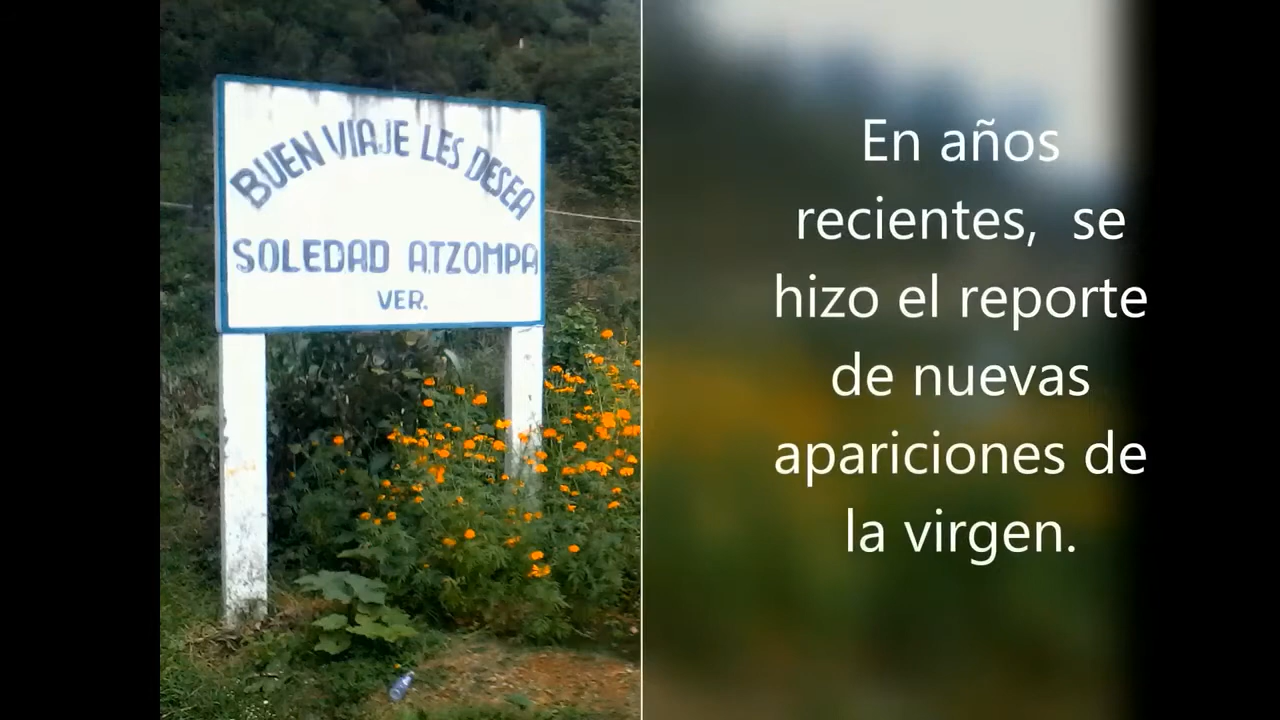 BUEN VIAJE LES DESEA
SOLEDAD ATZOMPA
VER.
En años
recientes, se
hizo el reporte
de nuevas
apariciones de
la virgen.